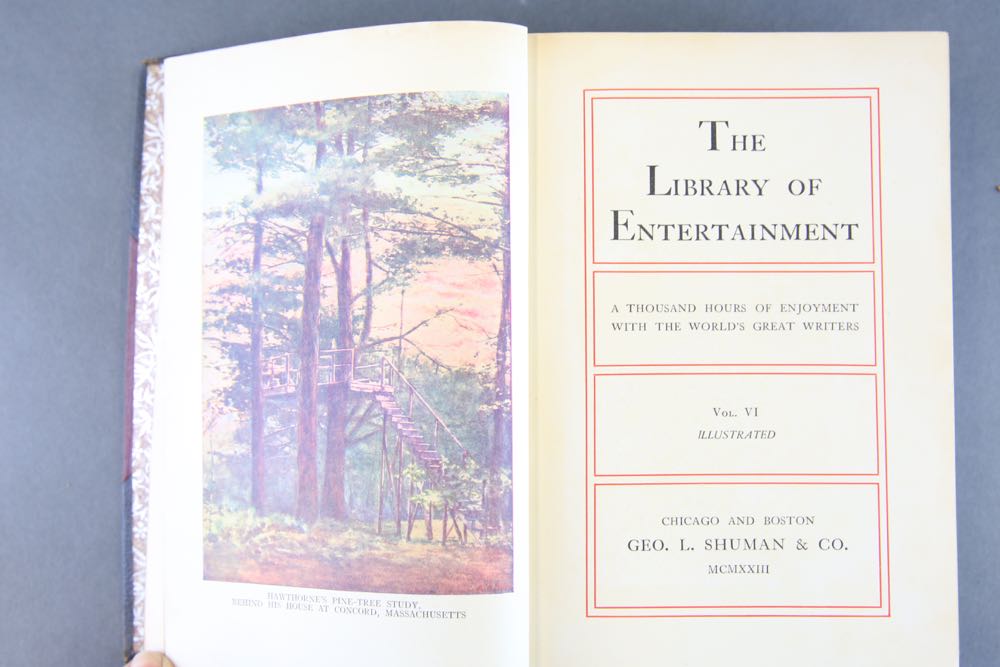 HAWTHORNE'S PINE-TREE STUDY.
BEHIND HIS HOUSE AT CONCORD, MASSACHUSETTS
THE
LIBRARY OF
ENTERTAINMENT
A THOUSAND HOURS OF ENJOYMENT
WITH THE WORLD'S GREAT WRITERS
VOL. VI
ILLUSTRATED
CHICAGO AND BOSTON
GEO. L. SHUMAN & CO.
MCMXXIII